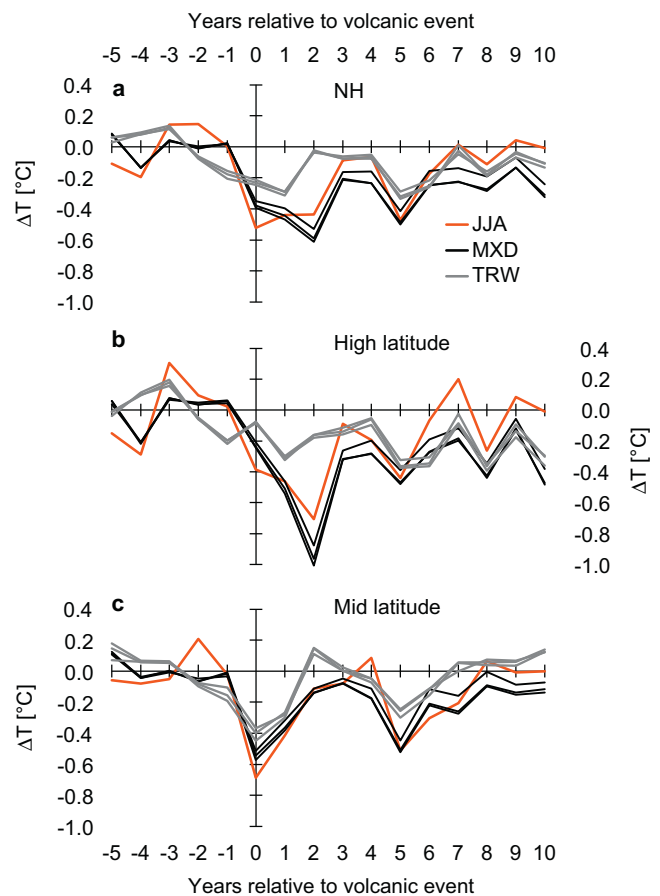 Years relative to volcanic event
-5 -4 -3 -2 -1 0 1 2 3 4 5 6 7 8 9 10
a
NH
0.4
0.2
0.0
-0.2
-0.4
-0.6
-0.8
-1.0
ΔT [°C]
JJA
MXD
TRW
b
High latitude
0.4
0.2
0.0
-0.2
-0.4
-0.6
-0.8
-1.0
ΔT [°C]
c
Mid latitude
0.4
0.2
0.0
-0.2
-0.4
-0.6
-0.8
-1.0
ΔT [°C]
-5 -4 -3 -2 -1 0 1 2 3 4 5 6 7 8 9 10
Years relative to volcanic event